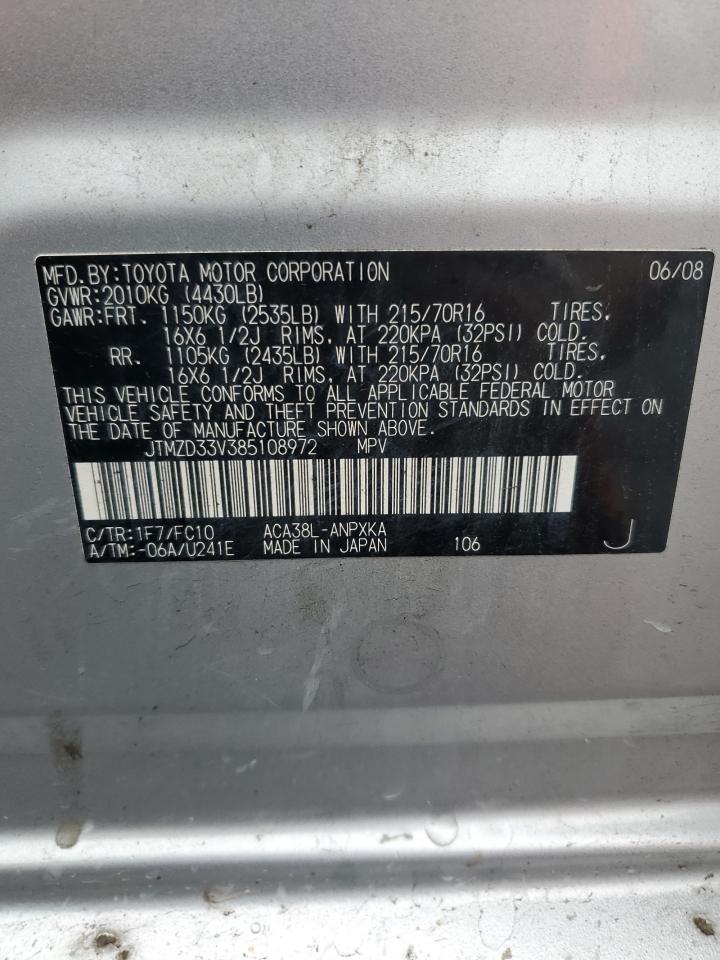 MFD.BY:TOYOTA MOTOR CORPORATION 06/08
GVWR:2010KG (4430LB)
GAWR:FRT. 1150KG (2535LB) WITH 215/70R16 TIRES,
16X6 1/2J RIMS, AT 220KPA (32PSI) COLD.
RR. 1105KG (2435LB) WITH 215/70R16 TIRES,
16X6 1/2J RIMS, AT 220KPA (32PSI) COLD.
THIS VEHICLE CONFORMS TO ALL APPLICABLE FEDERAL MOTOR
VEHICLE SAFETY AND THEFT PREVENTION STANDARDS IN EFFECT ON
THE DATE OF MANUFACTURE SHOWN ABOVE.
JTMZD33V385108972 MPV
C/TR:1F7/FC10 ACA38L-ANPXKA
A/TM:-06A/U241E MADE IN JAPAN 106 J